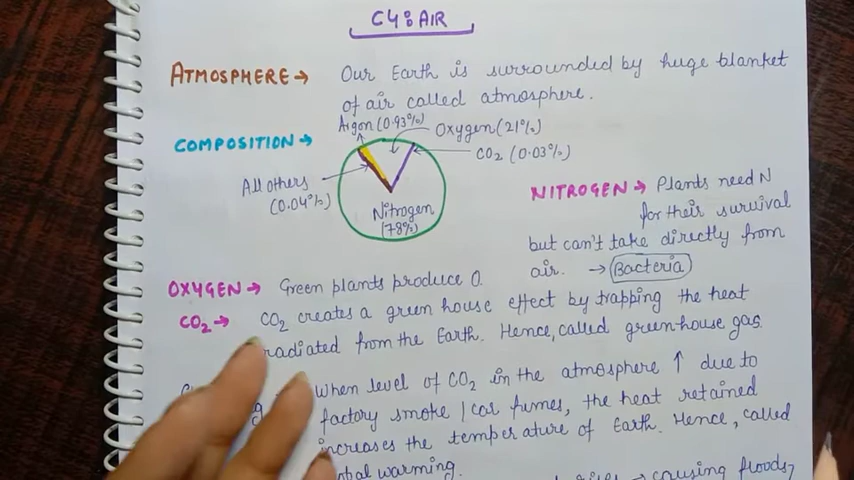 C4: AIR
ATMOSPHERE → Our Earth is surrounded by huge blanket
of air called atmosphere.
COMPOSITION →
Argon (0.93%)
Oxygen (21%)
CO₂ (0.03%)
All others
(0.04%)
Nitrogen
(78%)
NITROGEN → Plants need N
for their survival
but can't take directly from
air. → Bacteria
OXYGEN → Green plants produce O.
CO₂ → CO₂ creates a green house effect by trapping the heat
radiated from the Earth. Hence, called greenhouse gas.
When level of CO₂ in the atmosphere ↑ due to
factory smoke / car fumes, the heat retained
increases the temperature of Earth. Hence, called
warming.
→ causing floods,